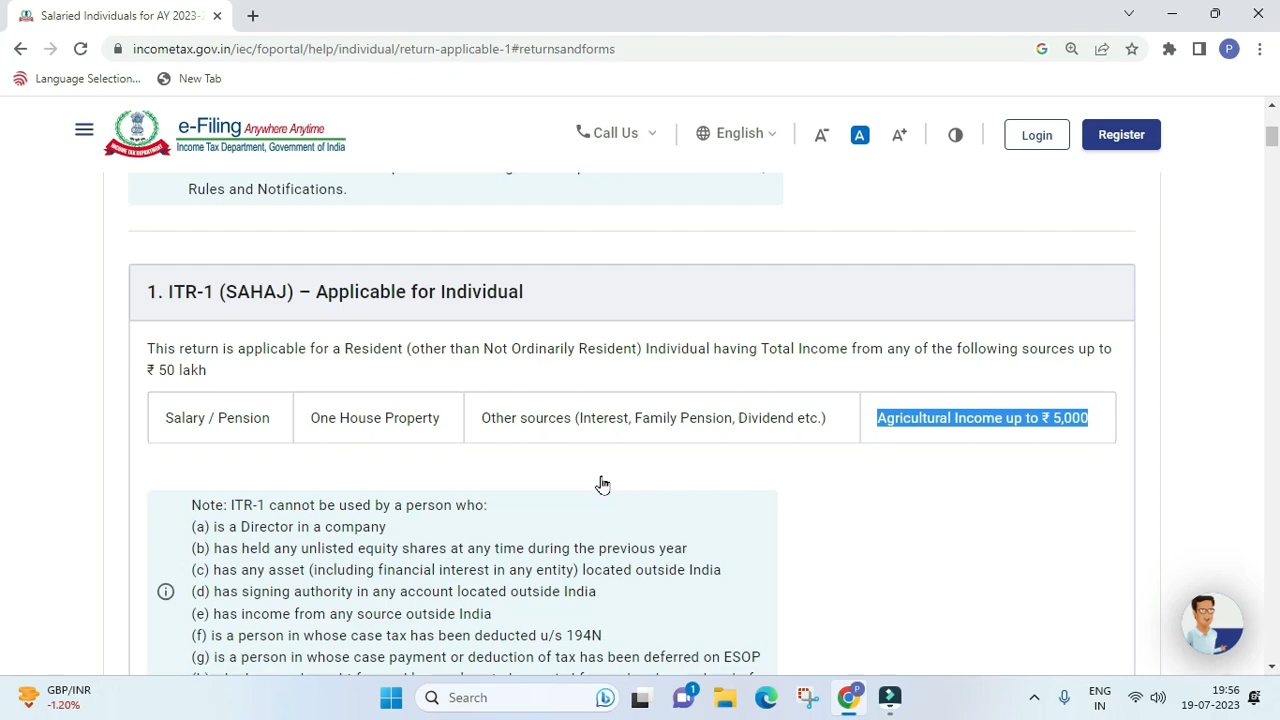 Salaried Individuals for AY 2023-
incometax.gov.in/iec/foportal/help/individual/return-applicable-1#returnsandforms
G
P
Language Selection...
New Tab
e-Filing Anywhere Anytime
Income Tax Department, Government of India
INCOME TAX DEPARTMENT
Call Us
English
A-
A
A+
Login
Register
Rules and Notifications.
1. ITR-1 (SAHAJ) – Applicable for Individual
This return is applicable for a Resident (other than Not Ordinarily Resident) Individual having Total Income from any of the following sources up to
₹ 50 lakh
Salary / Pension
One House Property
Other sources (Interest, Family Pension, Dividend etc.)
Agricultural Income up to ₹ 5,000
Note: ITR-1 cannot be used by a person who:
(a) is a Director in a company
(b) has held any unlisted equity shares at any time during the previous year
(c) has any asset (including financial interest in any entity) located outside India
(d) has signing authority in any account located outside India
(e) has income from any source outside India
(f) is a person in whose case tax has been deducted u/s 194N
(g) is a person in whose case payment or deduction of tax has been deferred on ESOP
GBP/INR
-1.20%
Search
1
P
ENG
IN
19:56
19-07-2023